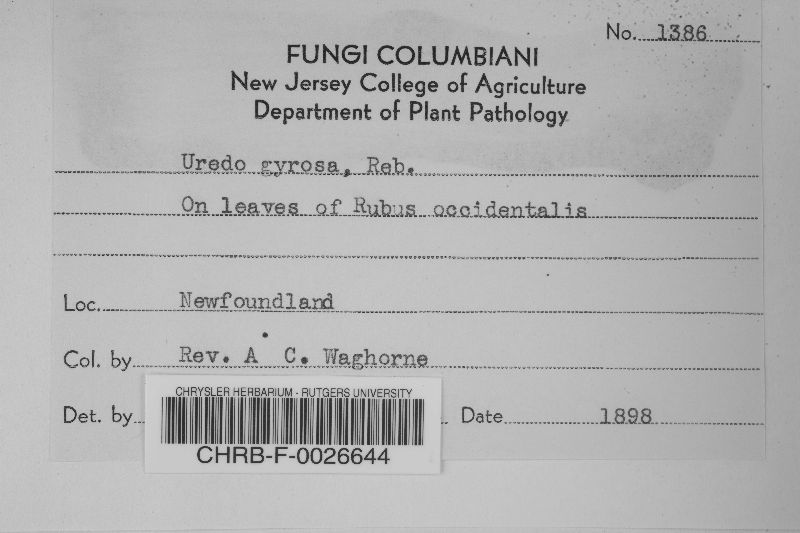 No. 1386
FUNGI COLUMBIANI
New Jersey College of Agriculture
Department of Plant Pathology
Uredo gyrosa, Reb.
On leaves of Rubus occidentalis
Loc. Newfoundland
Col. by Rev. A C. Waghorne
Det. by
Date 1898
CHRYSLER HERBARIUM - RUTGERS UNIVERSITY
CHRB-F-0026644